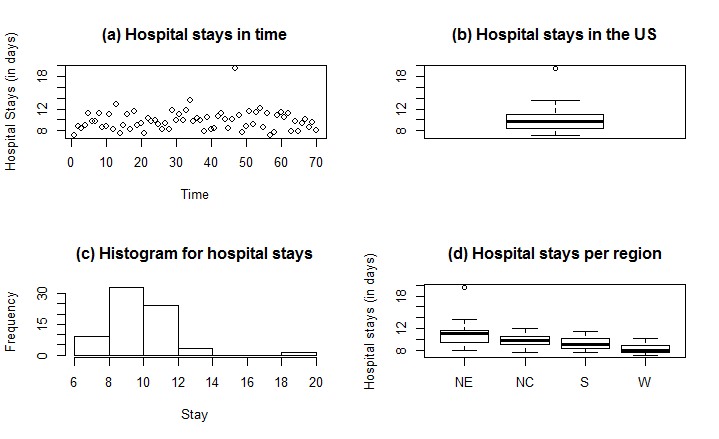 (a) Hospital stays in time
Hospital Stays (in days)
18
12
8
0 10 20 30 40 50 60 70
Time
(b) Hospital stays in the US
18
12
8
(c) Histogram for hospital stays
Frequency
30
15
0
6 8 10 12 14 16 18 20
Stay
(d) Hospital stays per region
Hospital stays (in days)
18
12
8
NE NC S W